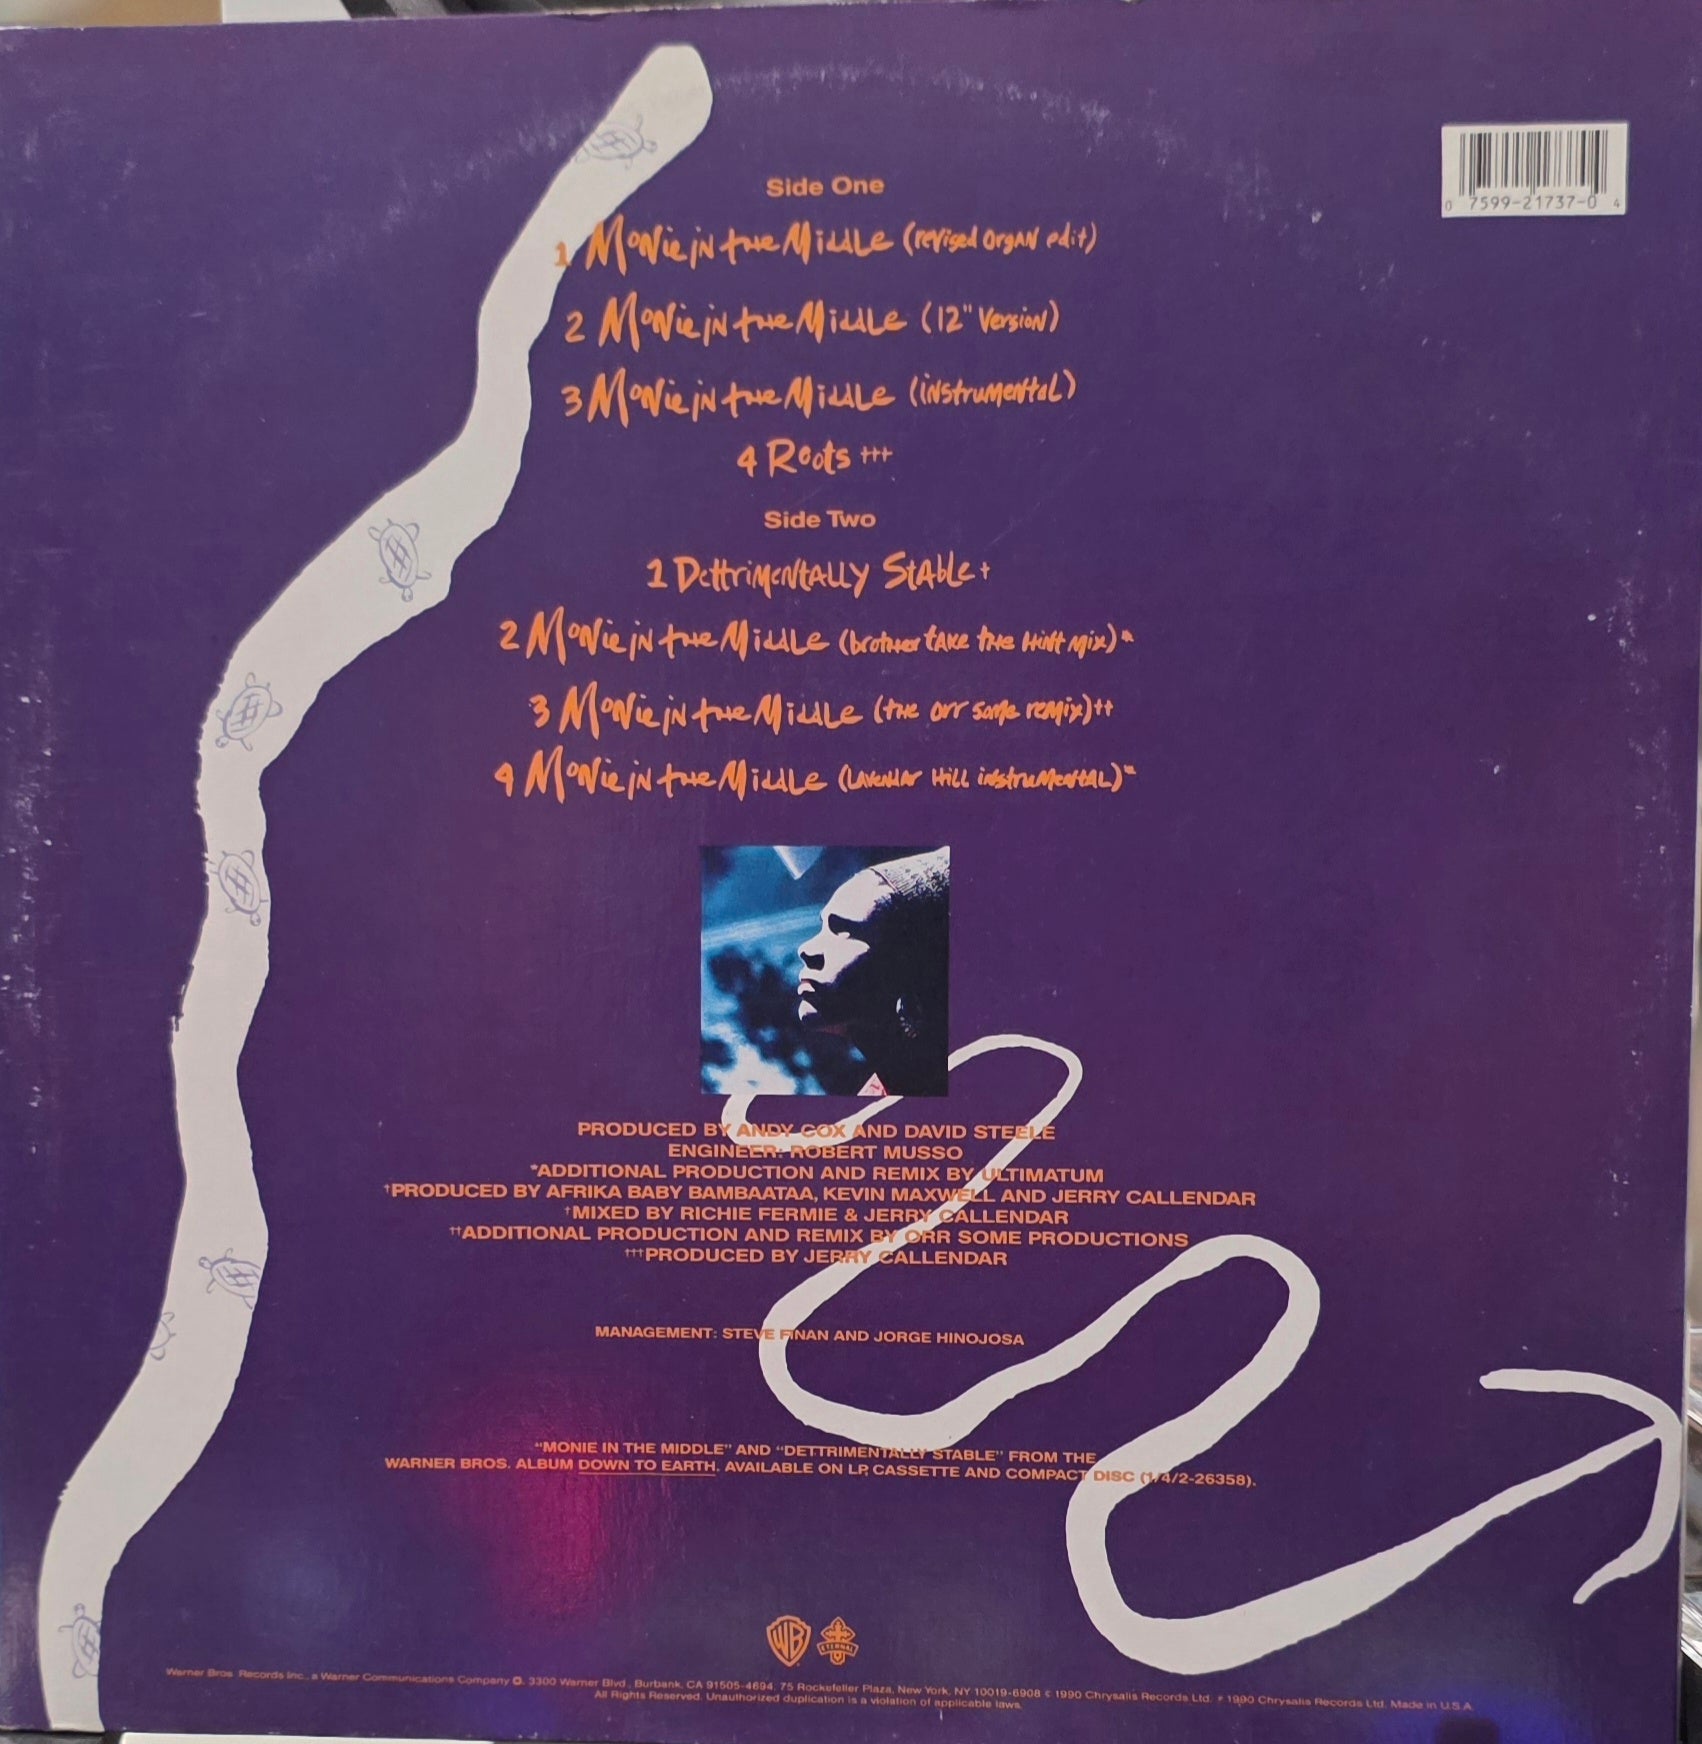 0 7599-21737-0 4
Side One
1 Monie in the Middle (revised organ edit)
2 Monie in the Middle (12" version)
3 Monie in the Middle (instrumental)
4 Roots †††
Side Two
1 Dettrimentally Stable †
2 Monie in the Middle (brother take the hint mix)*
3 Monie in the Middle (the orr some remix)††
4 Monie in the Middle (Lavendar Hill instrumental)*
PRODUCED BY ANDY COX AND DAVID STEELE
ENGINEER: ROBERT MUSSO
*ADDITIONAL PRODUCTION AND REMIX BY ULTIMATUM
†PRODUCED BY AFRIKA BABY BAMBAATAA, KEVIN MAXWELL AND JERRY CALLENDAR
†MIXED BY RICHIE FERMIE & JERRY CALLENDAR
††ADDITIONAL PRODUCTION AND REMIX BY ORR SOME PRODUCTIONS
†††PRODUCED BY JERRY CALLENDAR
MANAGEMENT: STEVE FINAN AND JORGE HINOJOSA
"MONIE IN THE MIDDLE" AND "DETTRIMENTALLY STABLE" FROM THE
WARNER BROS. ALBUM DOWN TO EARTH. AVAILABLE ON LP, CASSETTE AND COMPACT DISC (1/4/2-26358).
WB ETERNAL
Warner Bros. Records Inc., a Warner Communications Company. 3300 Warner Blvd., Burbank, CA 91505-4694. 75 Rockefeller Plaza, New York, NY 10019-6908 © 1990 Chrysalis Records Ltd. ℗ 1990 Chrysalis Records Ltd. Made in U.S.A.
All Rights Reserved. Unauthorized duplication is a violation of applicable laws.